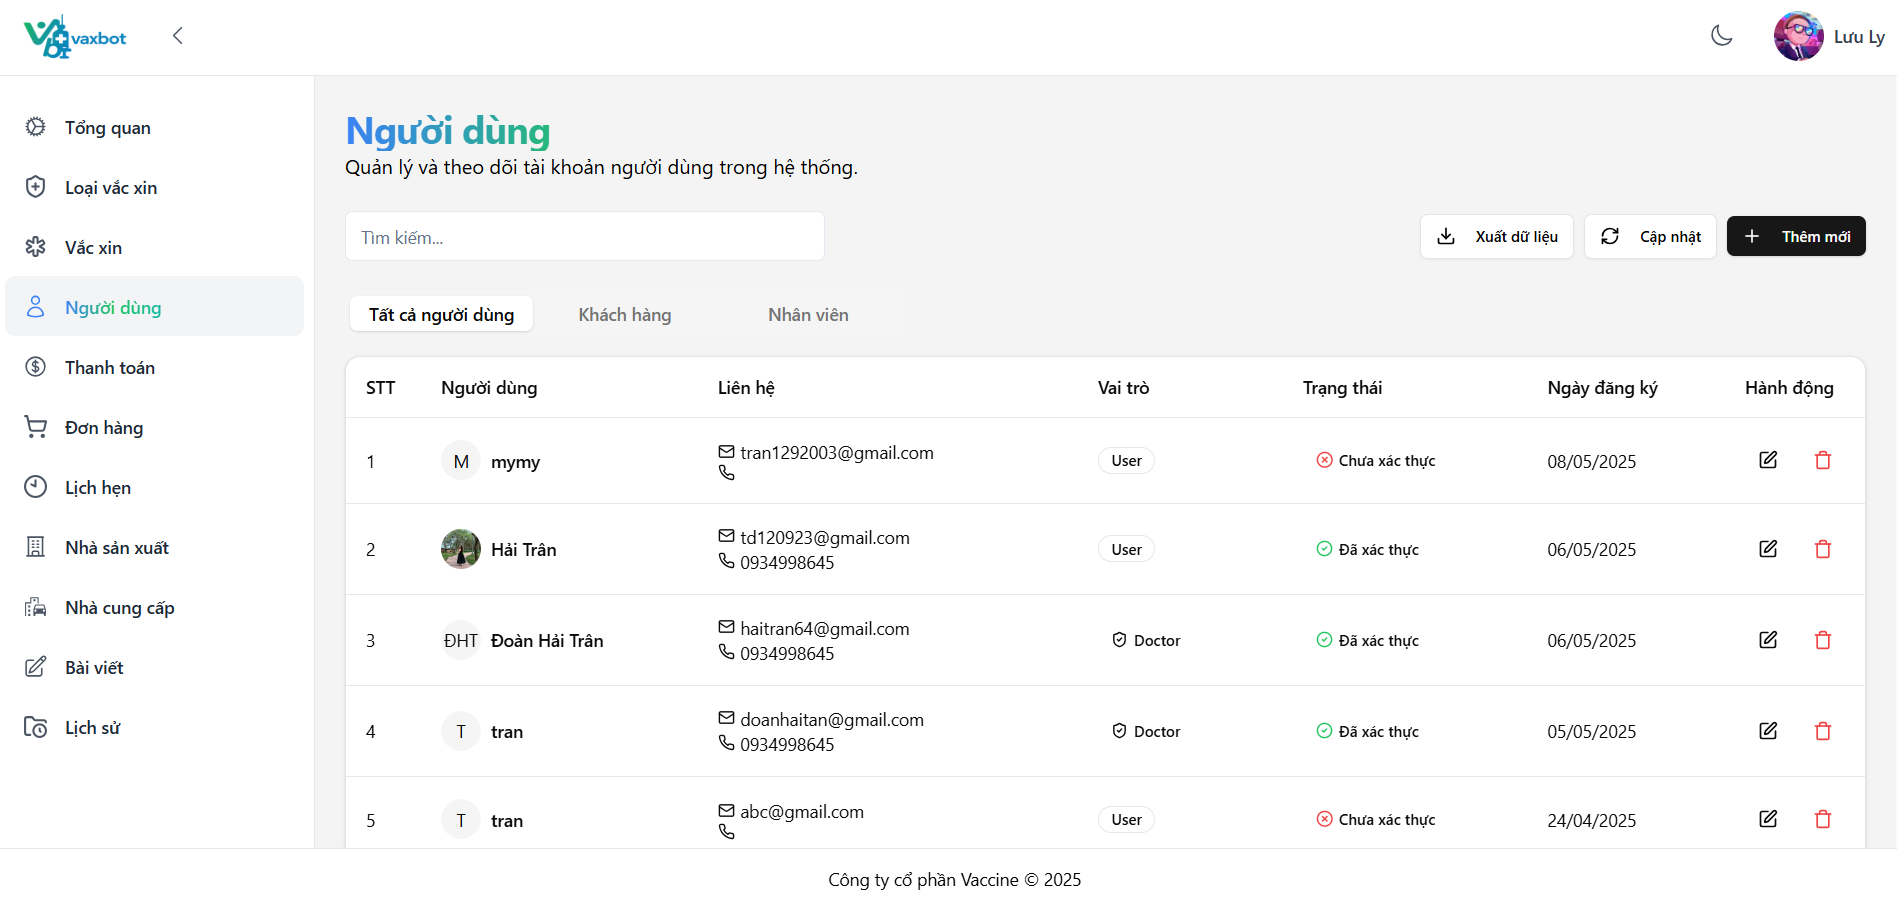 vaxbot
Lưu Ly
Tổng quan
Loại vắc xin
Vắc xin
Người dùng
Thanh toán
Đơn hàng
Lịch hẹn
Nhà sản xuất
Nhà cung cấp
Bài viết
Lịch sử
Người dùng
Quản lý và theo dõi tài khoản người dùng trong hệ thống.
Tìm kiếm...
Xuất dữ liệu
Cập nhật
Thêm mới
Tất cả người dùng
Khách hàng
Nhân viên
STT Người dùng Liên hệ Vai trò Trạng thái Ngày đăng ký Hành động
1 M mymy tran1292003@gmail.com User Chưa xác thực 08/05/2025
2 Hải Trân td120923@gmail.com User Đã xác thực 06/05/2025
0934998645
3 ĐHT Đoàn Hải Trân haitran64@gmail.com Doctor Đã xác thực 06/05/2025
0934998645
4 T tran doanhaitan@gmail.com Doctor Đã xác thực 05/05/2025
0934998645
5 T tran abc@gmail.com User Chưa xác thực 24/04/2025
Công ty cổ phần Vaccine © 2025